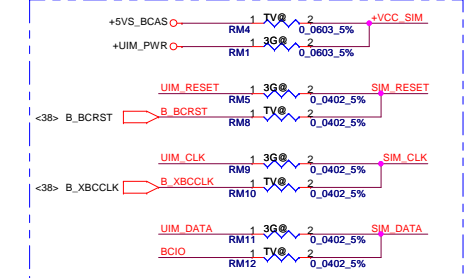 +5VS_BCAS 1 TV@ 2 +VCC_SIM
RM4 0_0603_5%
+UIM_PWR 1 3G@ 2
RM1 0_0603_5%
UIM_RESET 1 3G@ 2 SIM_RESET
RM5 0_0402_5%
<38> B_BCRST B_BCRST 1 TV@ 2
RM8 0_0402_5%
UIM_CLK 1 3G@ 2 SIM_CLK
RM9 0_0402_5%
<38> B_XBCCLK B_XBCCLK 1 TV@ 2
RM10 0_0402_5%
UIM_DATA 1 3G@ 2 SIM_DATA
RM11 0_0402_5%
BCIO 1 TV@ 2
RM12 0_0402_5%